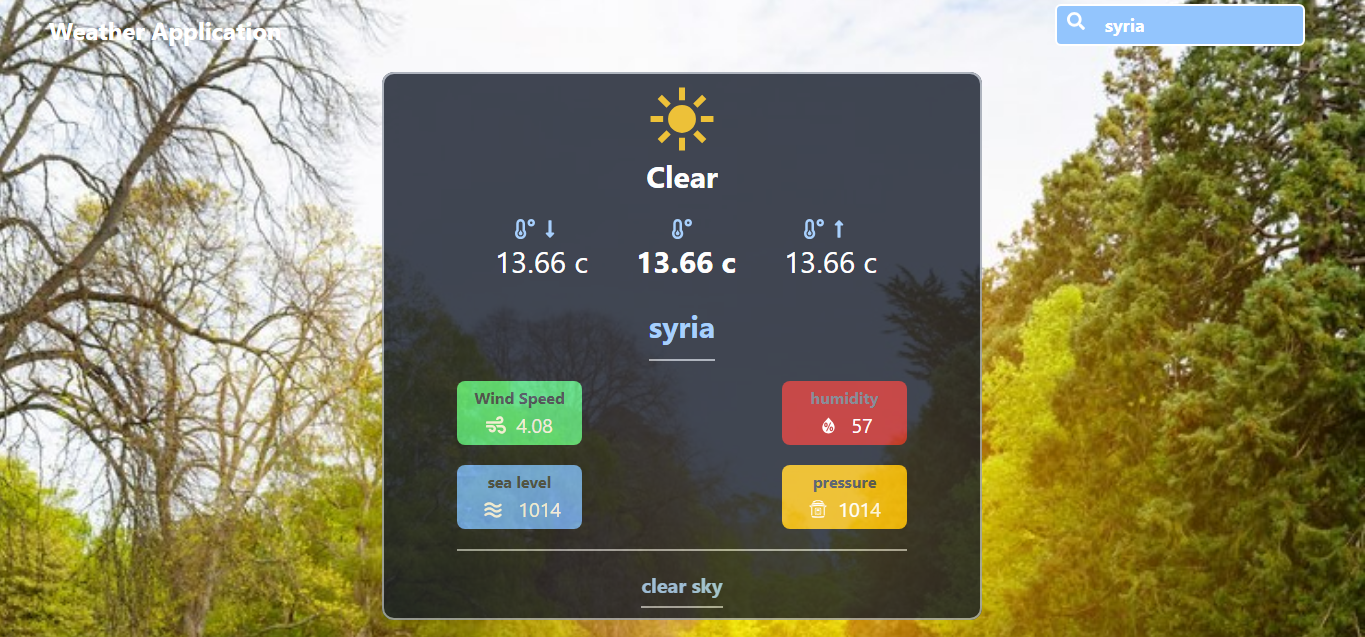 Weather Application
syria
Clear
13.66 c 13.66 c 13.66 c
syria
Wind Speed humidity
4.08 % 57
sea level pressure
1014 1014
clear sky